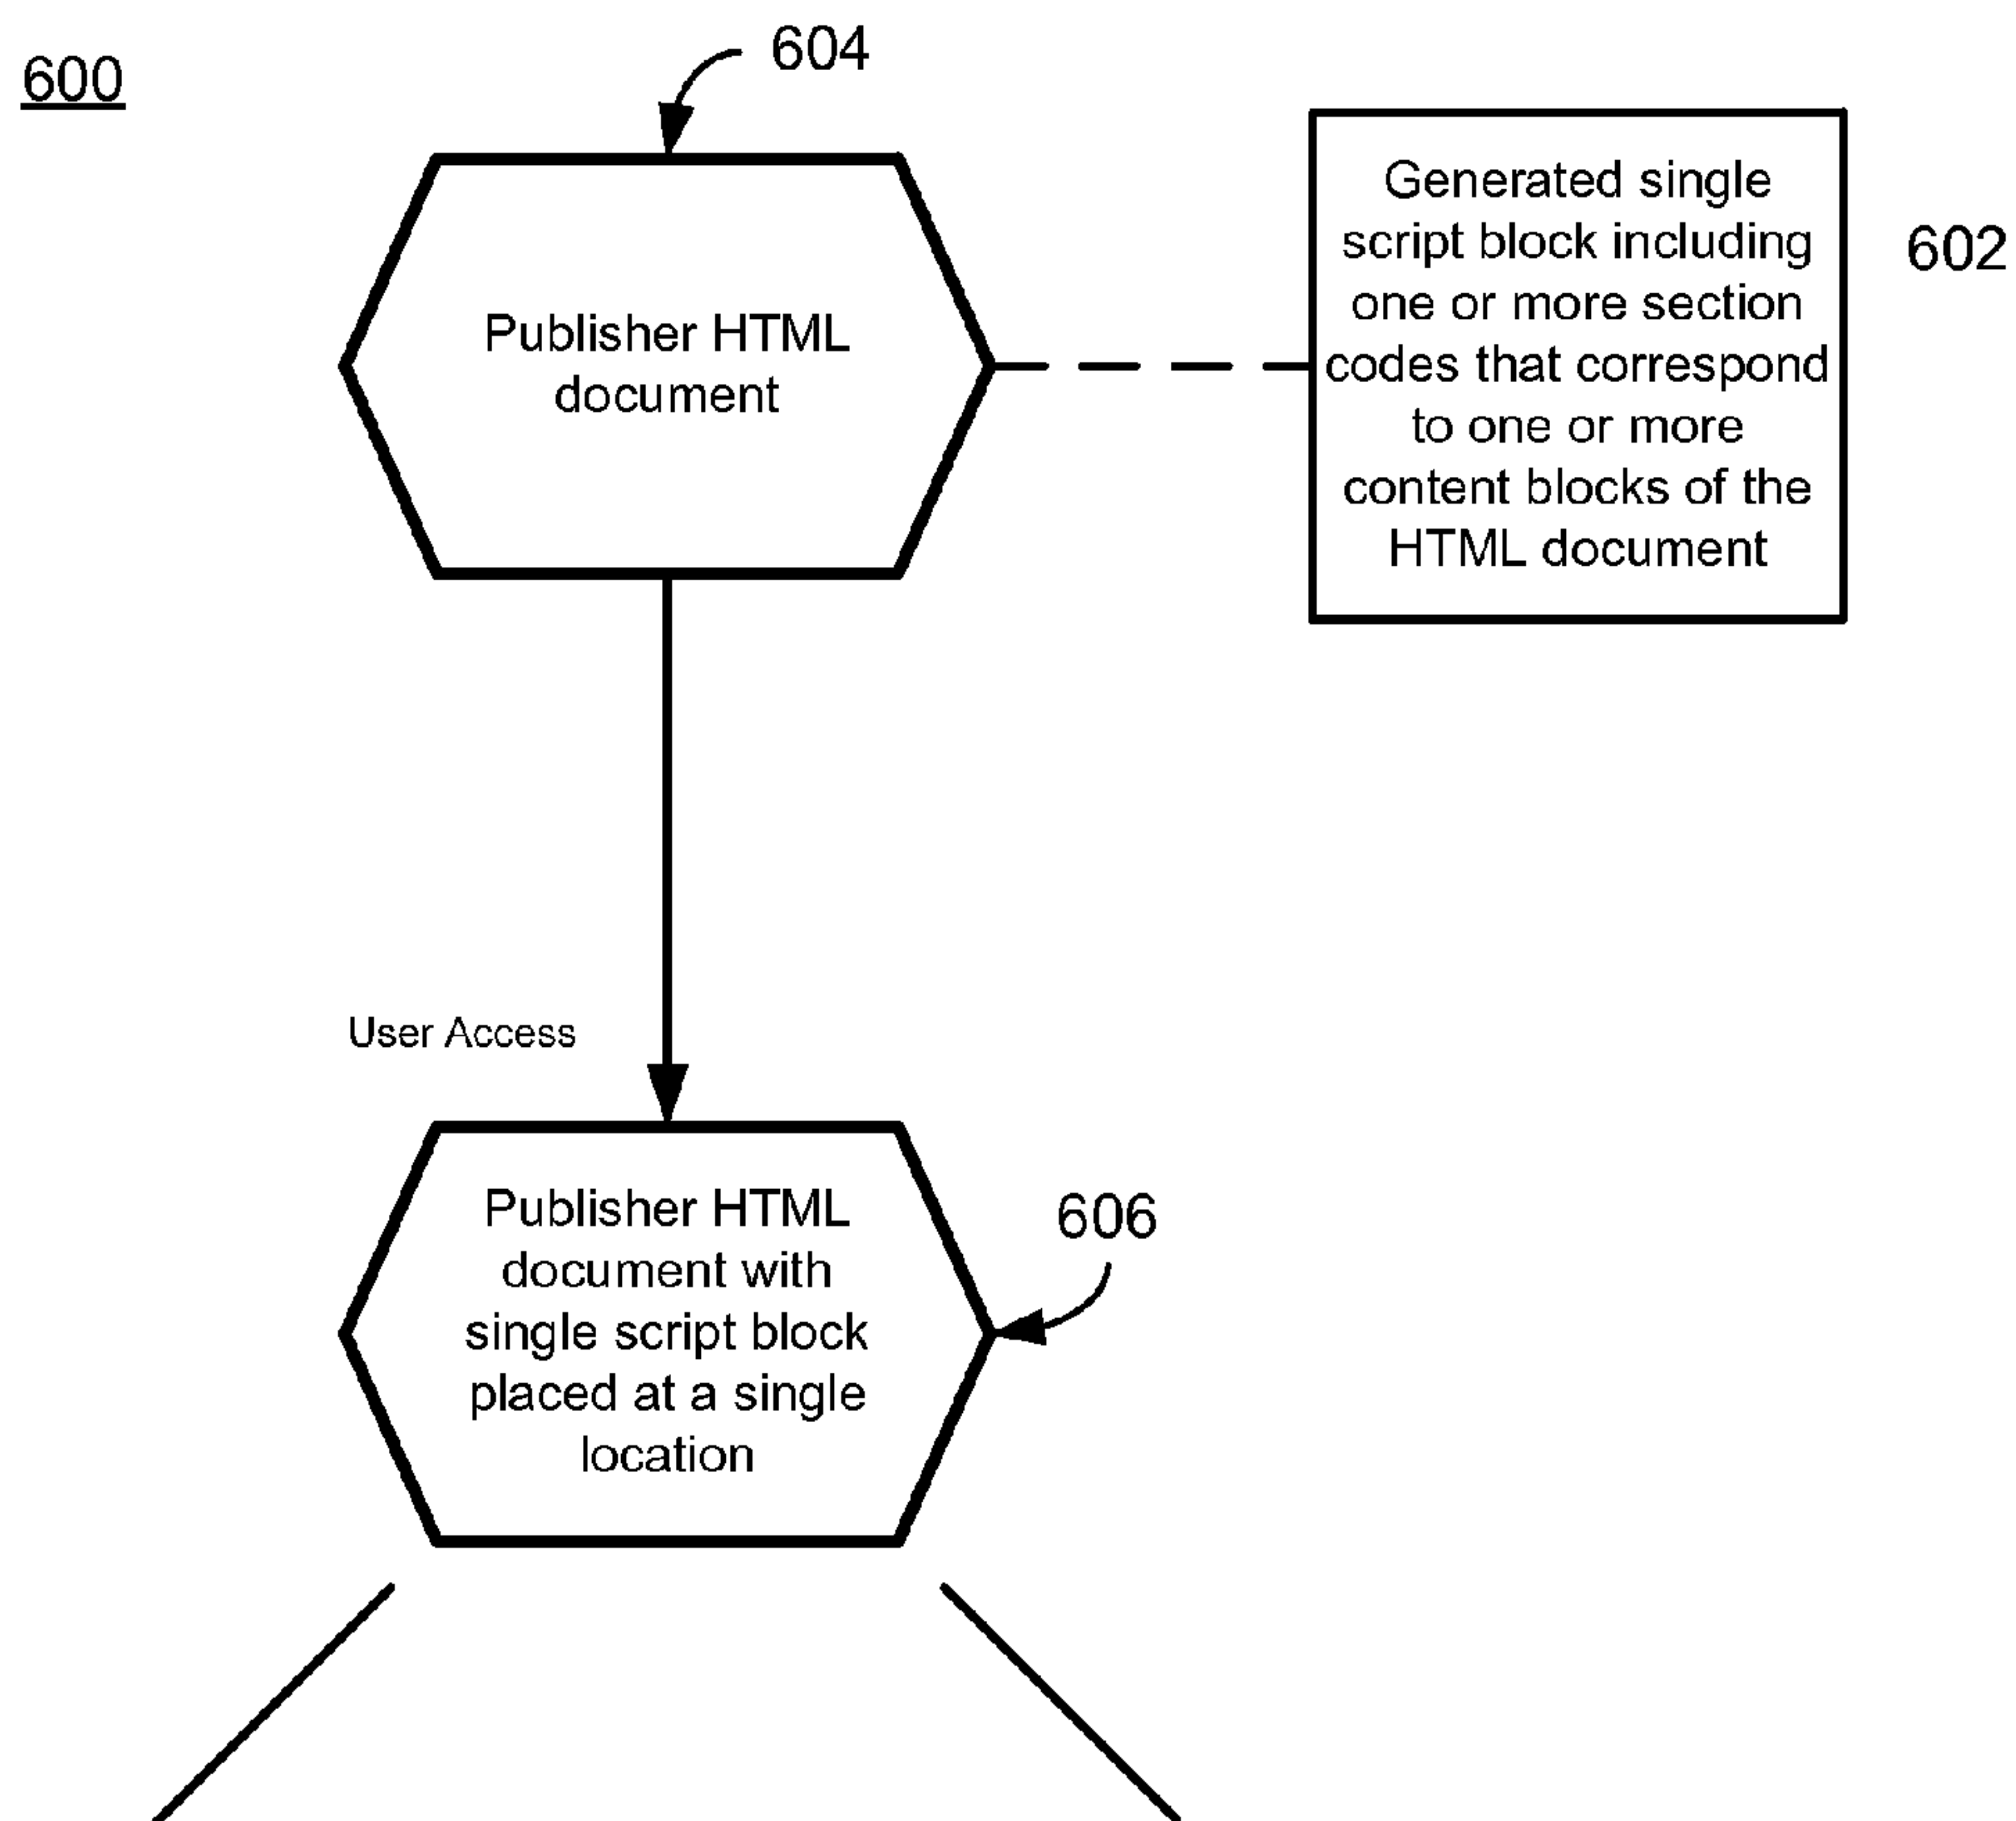 600
604
Publisher HTML
document
Generated single
script block including
one or more section
codes that correspond
to one or more
content blocks of the
HTML document
602
User Access
Publisher HTML
document with
single script block
placed at a single
location
606